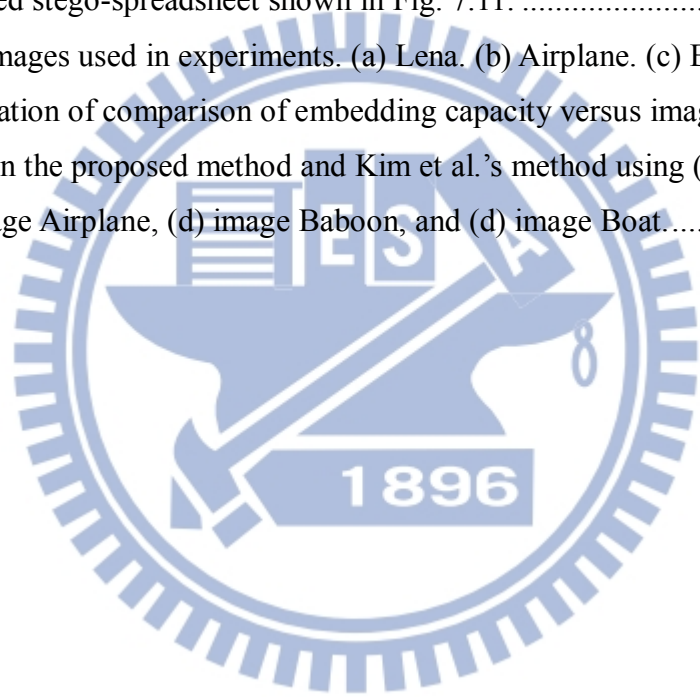 ed stego-spreadsheet shown in Fig. 7.11.
mages used in experiments. (a) Lena. (b) Airplane. (c)
ation of comparison of embedding capacity versus imag
n the proposed method and Kim et al.'s method using (
ge Airplane, (d) image Baboon, and (d) image Boat.
E S A
1896